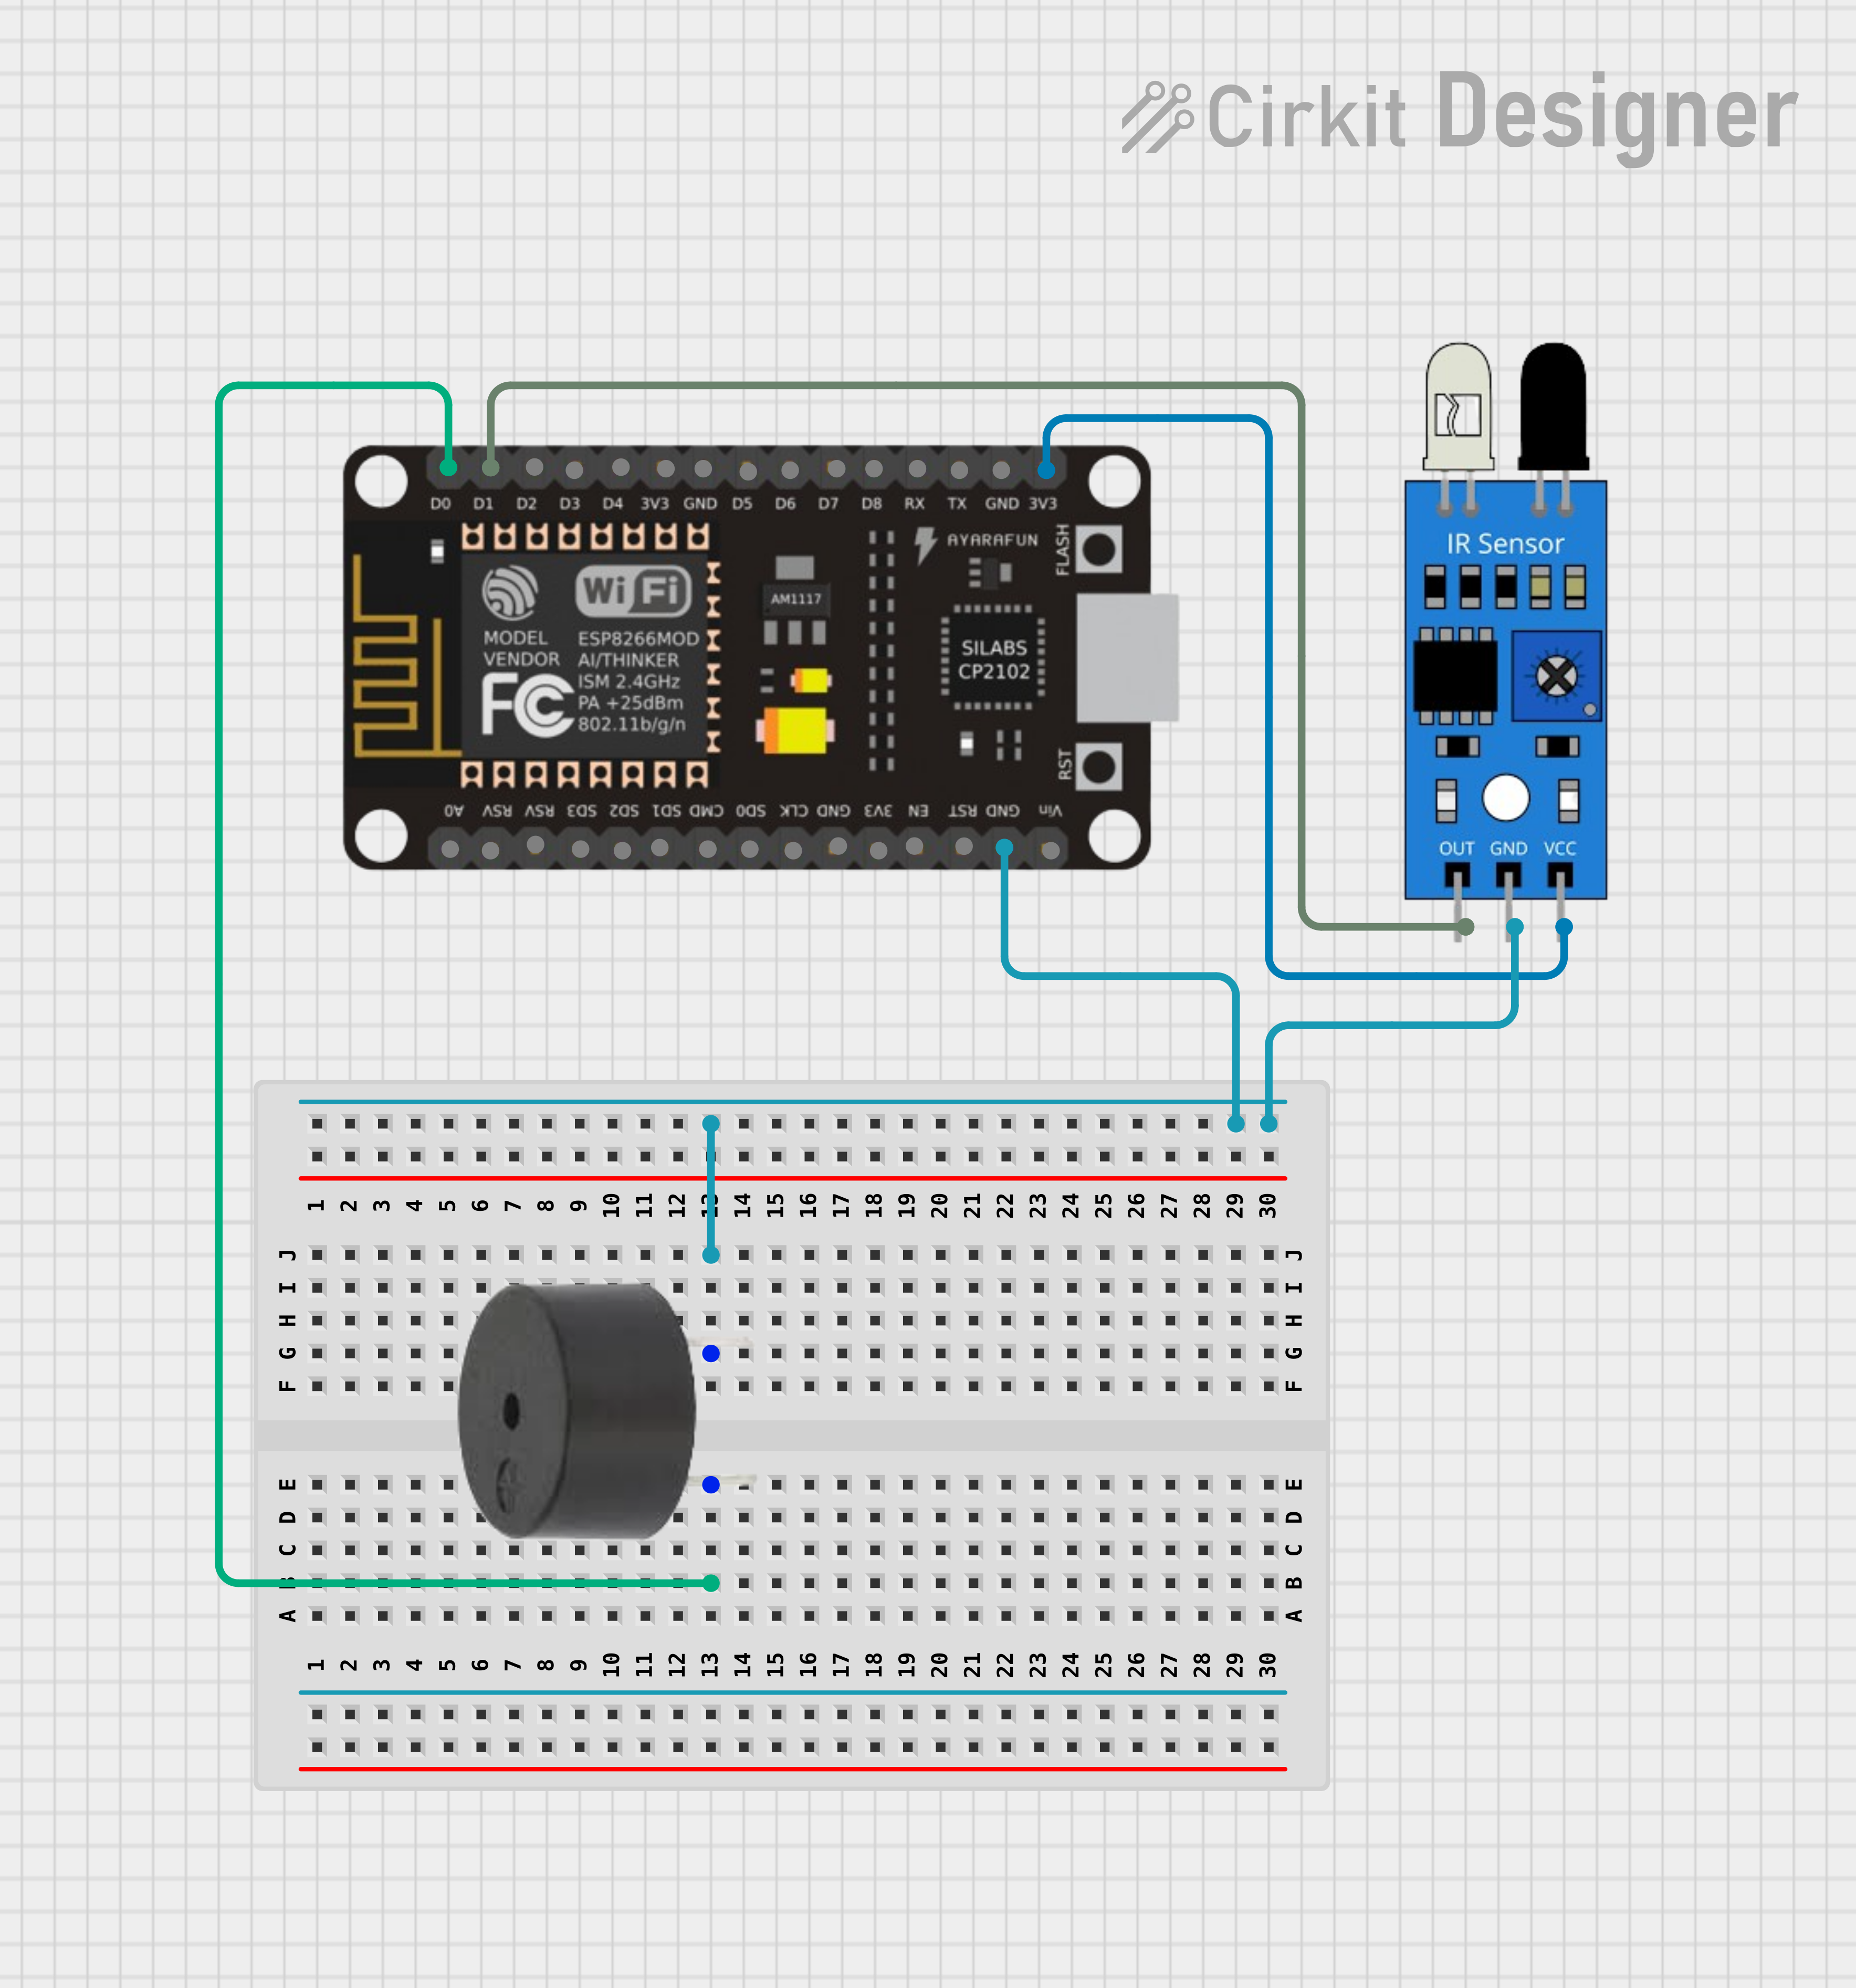 Cirkit Designer
D0 D1 D2 D3 D4 3V3 GND D5 D6 D7 D8 RX TX GND 3V3
AYARAFUN
FLASH
WiFi
AM1117
MODEL ESP8266MOD
VENDOR AI/THINKER
ISM 2.4GHz
PA +25dBm
802.11b/g/n
FC
SILABS
CP2102
RST
A0 RSV RSV SD3 SD2 SD1 CMD SD0 CLK GND 3V3 EN RST GND Vin
IR Sensor
OUT GND VCC
1 2 3 4 5 6 7 8 9 10 11 12 13 14 15 16 17 18 19 20 21 22 23 24 25 26 27 28 29 30
J J
I I
H H
G G
F F
E E
D D
C C
B B
A A
1 2 3 4 5 6 7 8 9 10 11 12 13 14 15 16 17 18 19 20 21 22 23 24 25 26 27 28 29 30